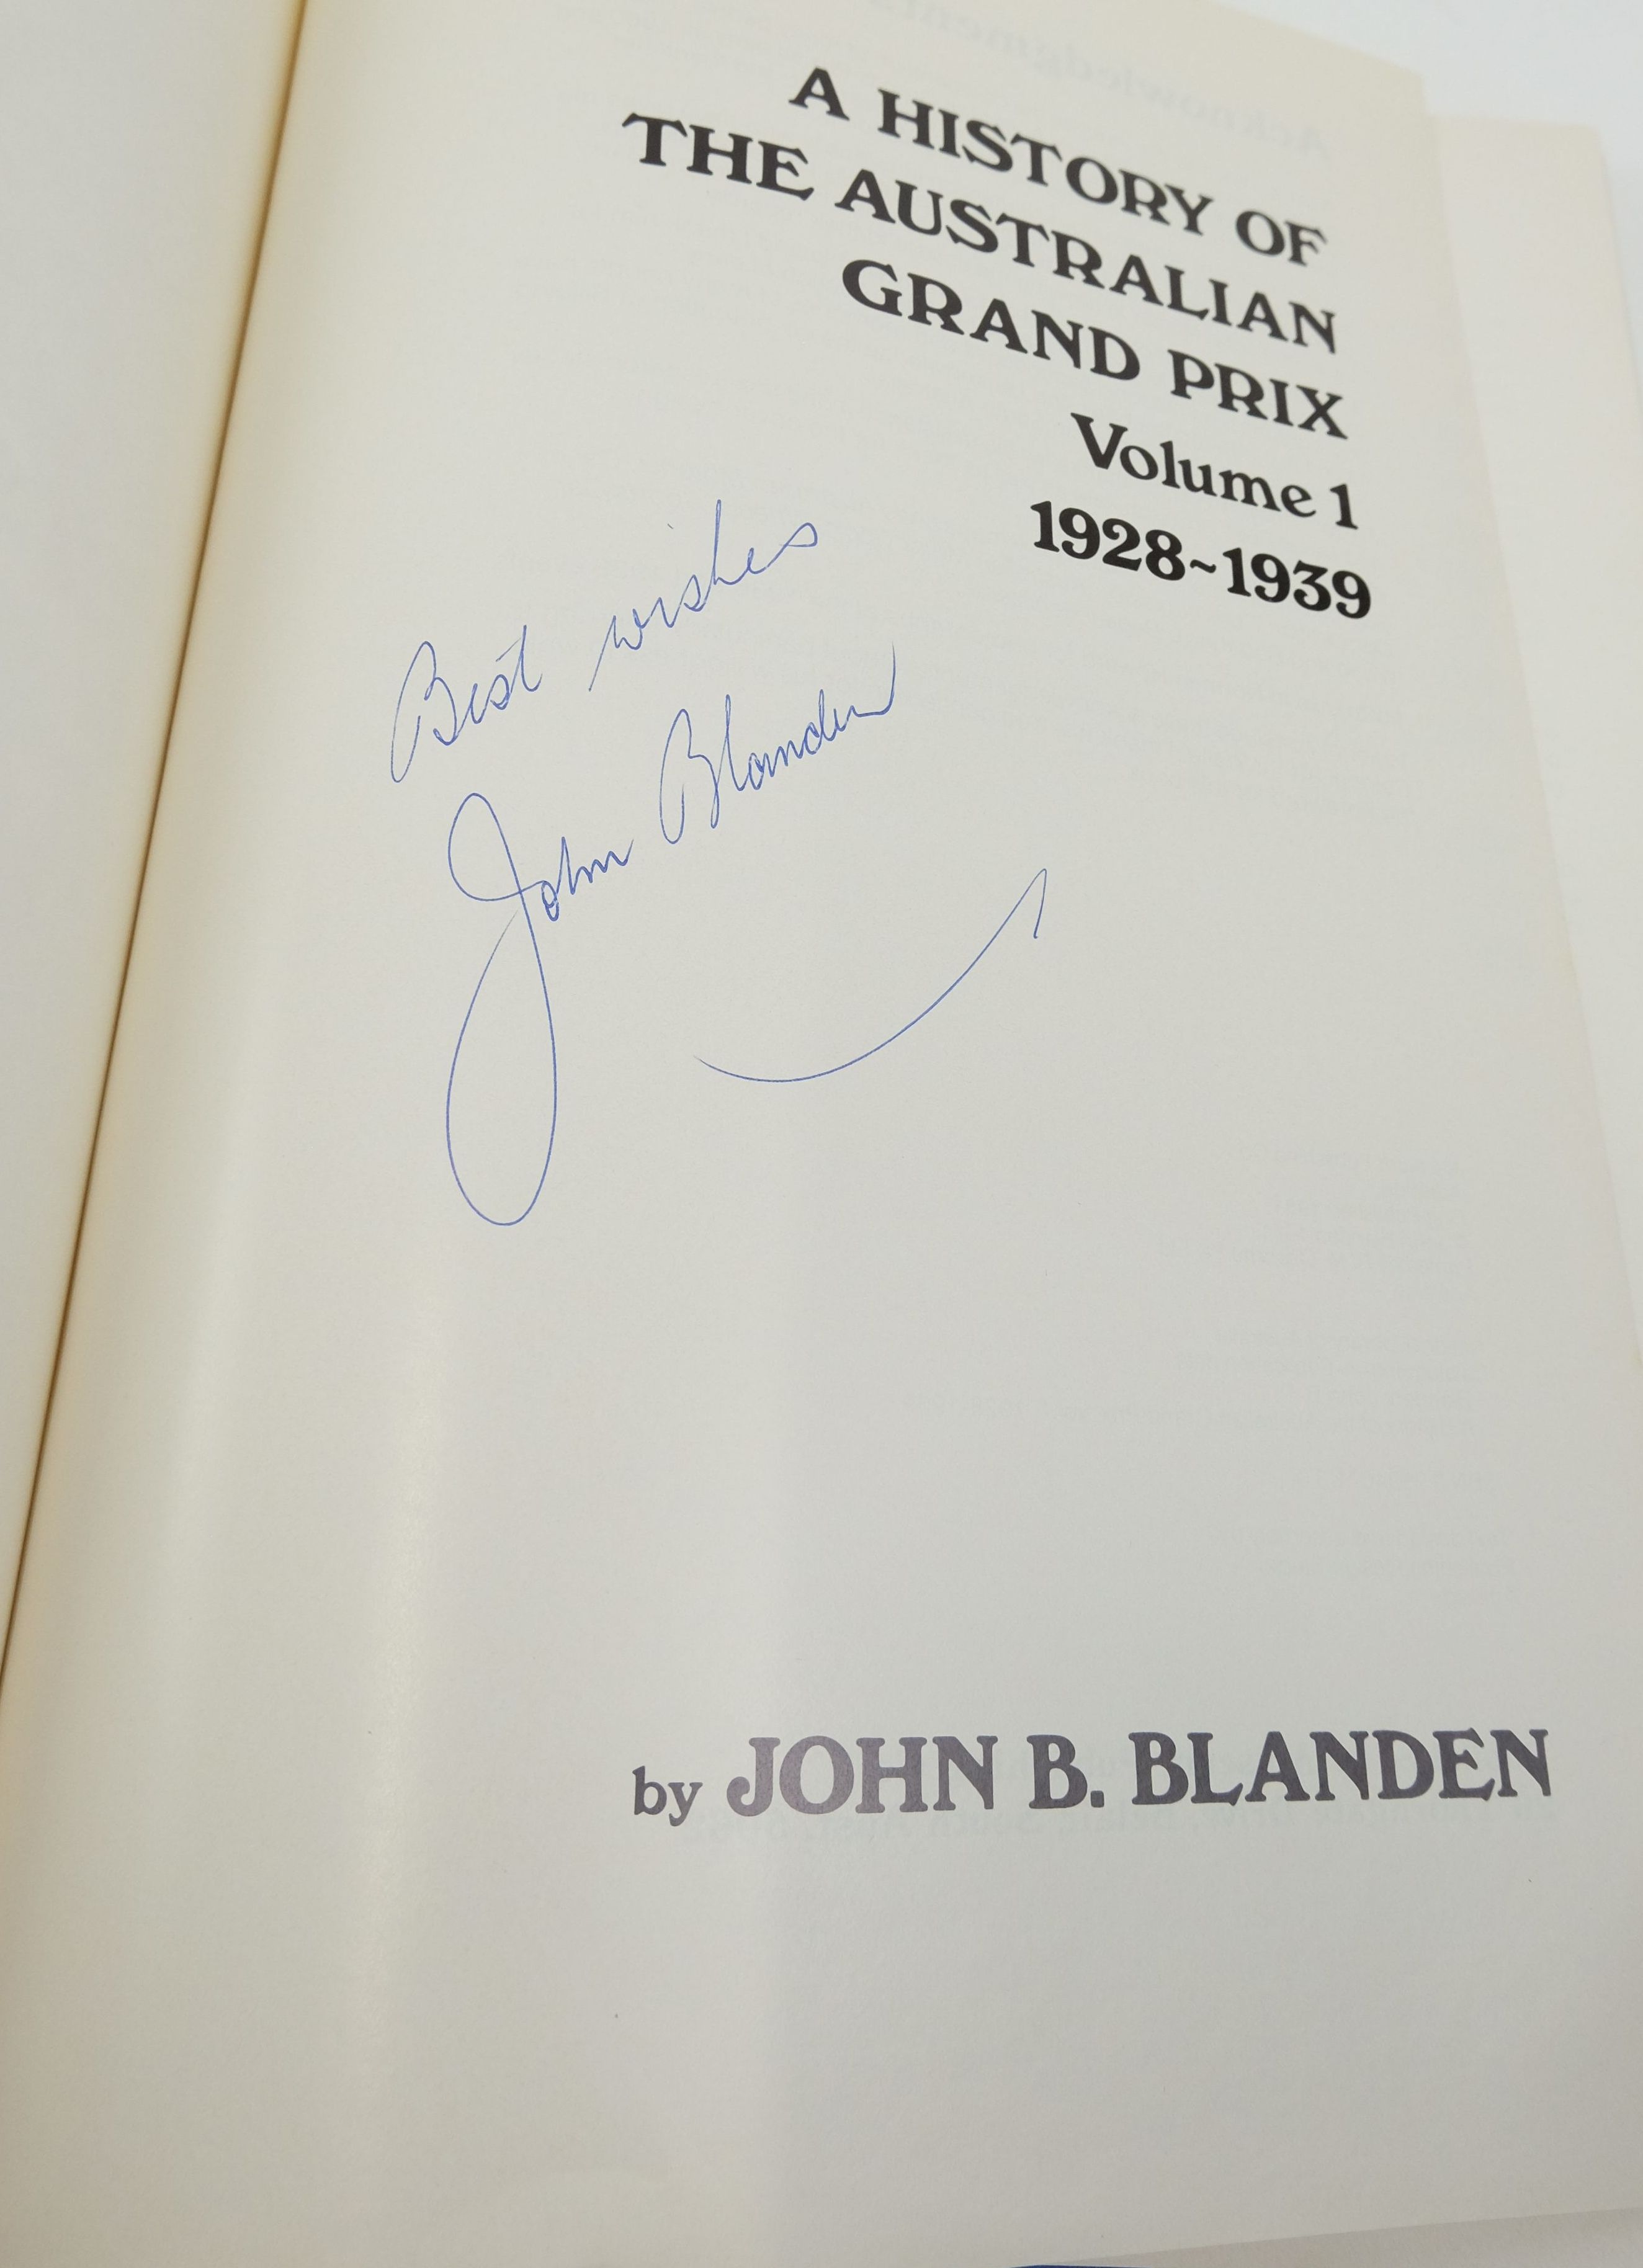 A HISTORY OF
THE AUSTRALIAN
GRAND PRIX
Volume 1
1928~1939
Best wishes
John Blanden
by JOHN B. BLANDEN